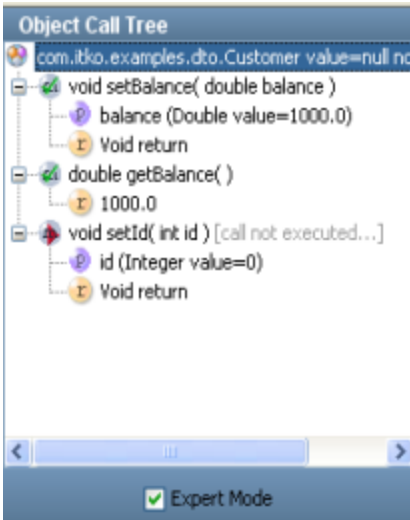 Object Call Tree
com.itko.examples.dto.Customer value=null
void setBalance( double balance )
P balance (Double value=1000.0)
r Void return
double getBalance( )
r 1000.0
void setId( int id ) [call not executed...]
P id (Integer value=0)
r Void return
Expert Mode